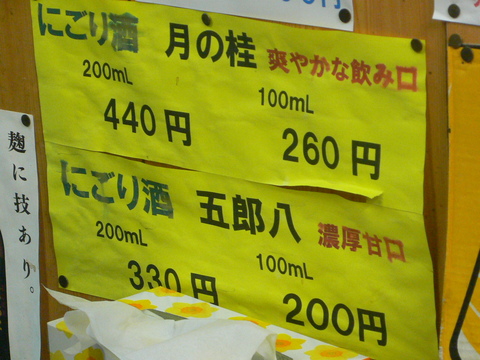 にごり酒 月の桂 爽やかな飲み口
200mL 100mL
440円 260円
にごり酒 五郎八 濃厚甘口
200mL 100mL
330円 200円
麹に技あり。